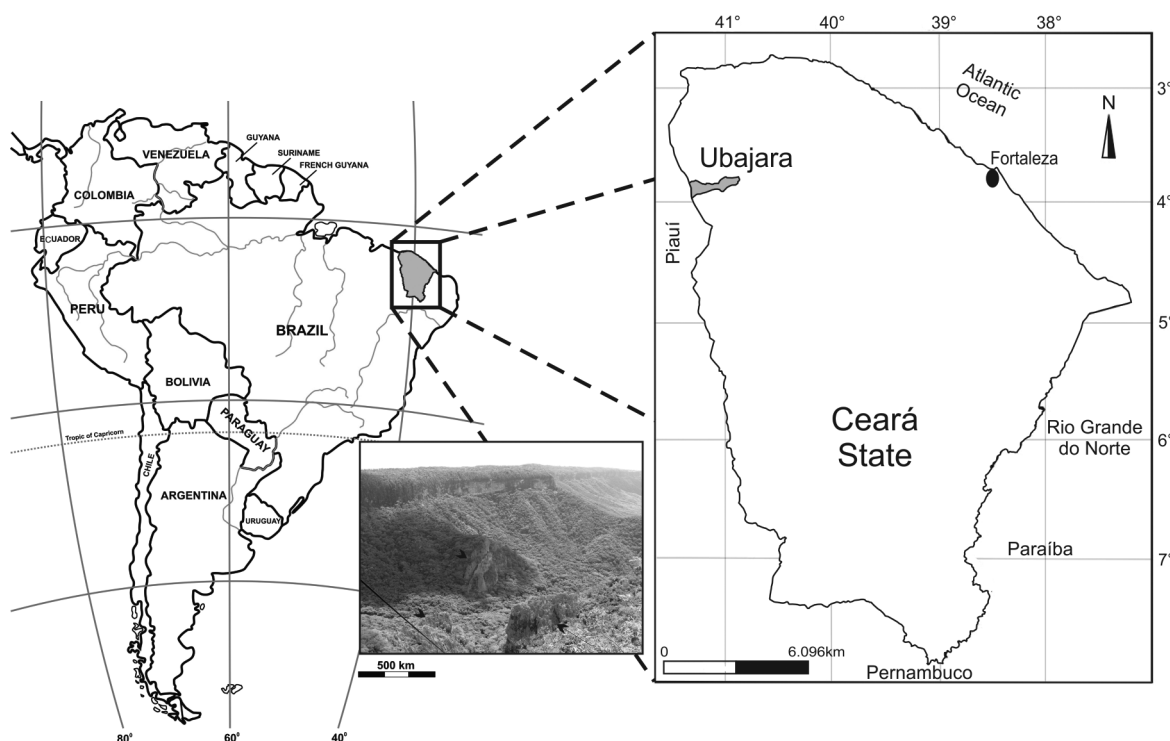 GUYANA
SURINAME
FRENCH GUYANA
VENEZUELA
COLOMBIA
ECUADOR
PERU
BRAZIL
BOLIVIA
PARAGUAY
Tropic of Capricorn
CHILE
ARGENTINA
URUGUAY
500 km
80°
60°
40°
41°
40°
39°
38°
3°
4°
5°
6°
7°
Atlantic
Ocean
N
Fortaleza
Ubajara
Piauí
Ceará
State
Rio Grande
do Norte
Paraíba
0
6.096km
Pernambuco